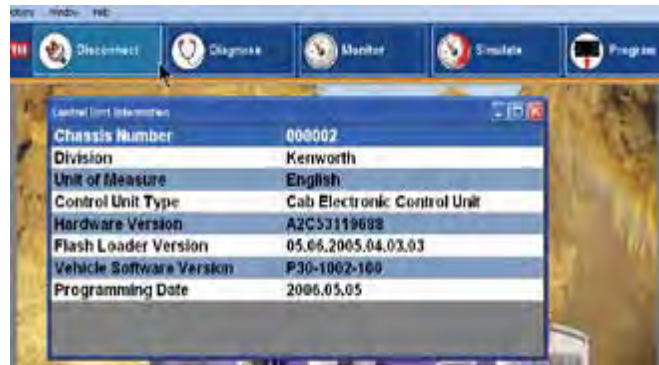 Window Help
Disconnect Diagnose Monitor Simulate Program
Control Unit Information
Chassis Number 000002
Division Kenworth
Unit of Measure English
Control Unit Type Cab Electronic Control Unit
Hardware Version A2C53119688
Flash Loader Version 05.06.2005.04.03.03
Vehicle Software Version P30-1002-100
Programming Date 2006.05.05